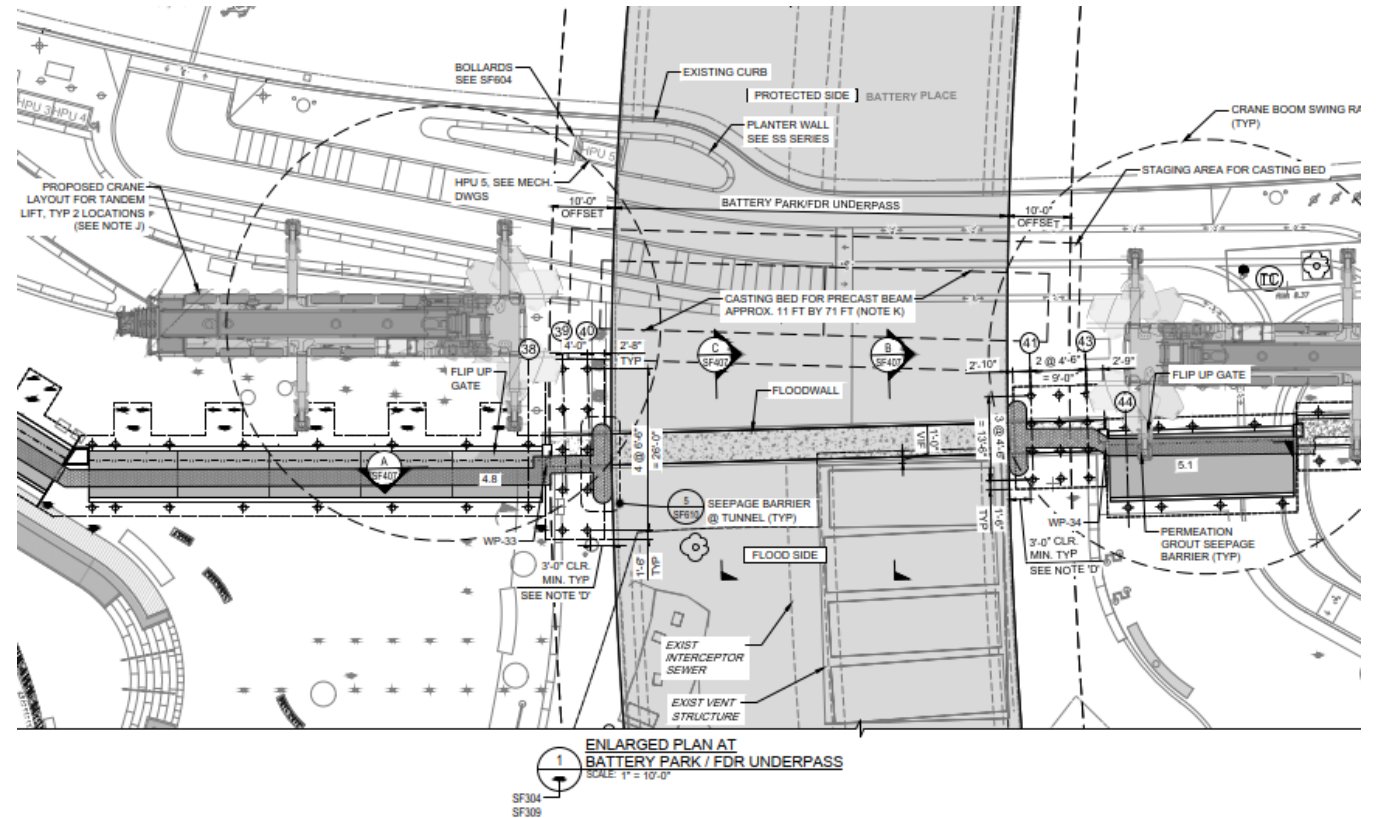 BOLLARDS
SEE SF604
EXISTING CURB
PROTECTED SIDE
BATTERY PLACE
CRANE BOOM SWING RA
(TYP)
HPU 3
HPU 4
PLANTER WALL
SEE SS SERIES
HPU 5
STAGING AREA FOR CASTING BED
PROPOSED CRANE
LAYOUT FOR TANDEM
LIFT, TYP 2 LOCATIONS
(SEE NOTE J)
HPU 5, SEE MECH.
DWGS
10'-0"
OFFSET
BATTERY PARK/FDR UNDERPASS
10'-0"
OFFSET
CASTING BED FOR PRECAST BEAM
APPROX. 11 FT BY 71 FT (NOTE K)
38
39
40
4'-0"
2'-8"
TYP
C
SF407
B
SF407
41
43
2'-10"
2 @ 4'-6"
= 9'-0"
2'-9"
44
FLIP UP
GATE
FLOODWALL
FLIP UP GATE
A
SF407
4.8
4 @ 6'-6"
= 26'-0"
1'-0"
VIF
3 @ 4'-6"
= 13'-6"
5.1
5
SF610
SEEPAGE BARRIER
@ TUNNEL (TYP)
1'-6"
TYP
WP-33
WP-34
FLOOD SIDE
3'-0" CLR.
MIN. TYP
SEE NOTE 'D'
1'-6"
TYP
3'-0" CLR.
MIN. TYP
SEE NOTE 'D'
PERMEATION
GROUT SEEPAGE
BARRIER (TYP)
EXIST
INTERCEPTOR
SEWER
EXIST VENT
STRUCTURE
1
ENLARGED PLAN AT
BATTERY PARK / FDR UNDERPASS
SCALE: 1" = 10'-0"
SF304
SF309